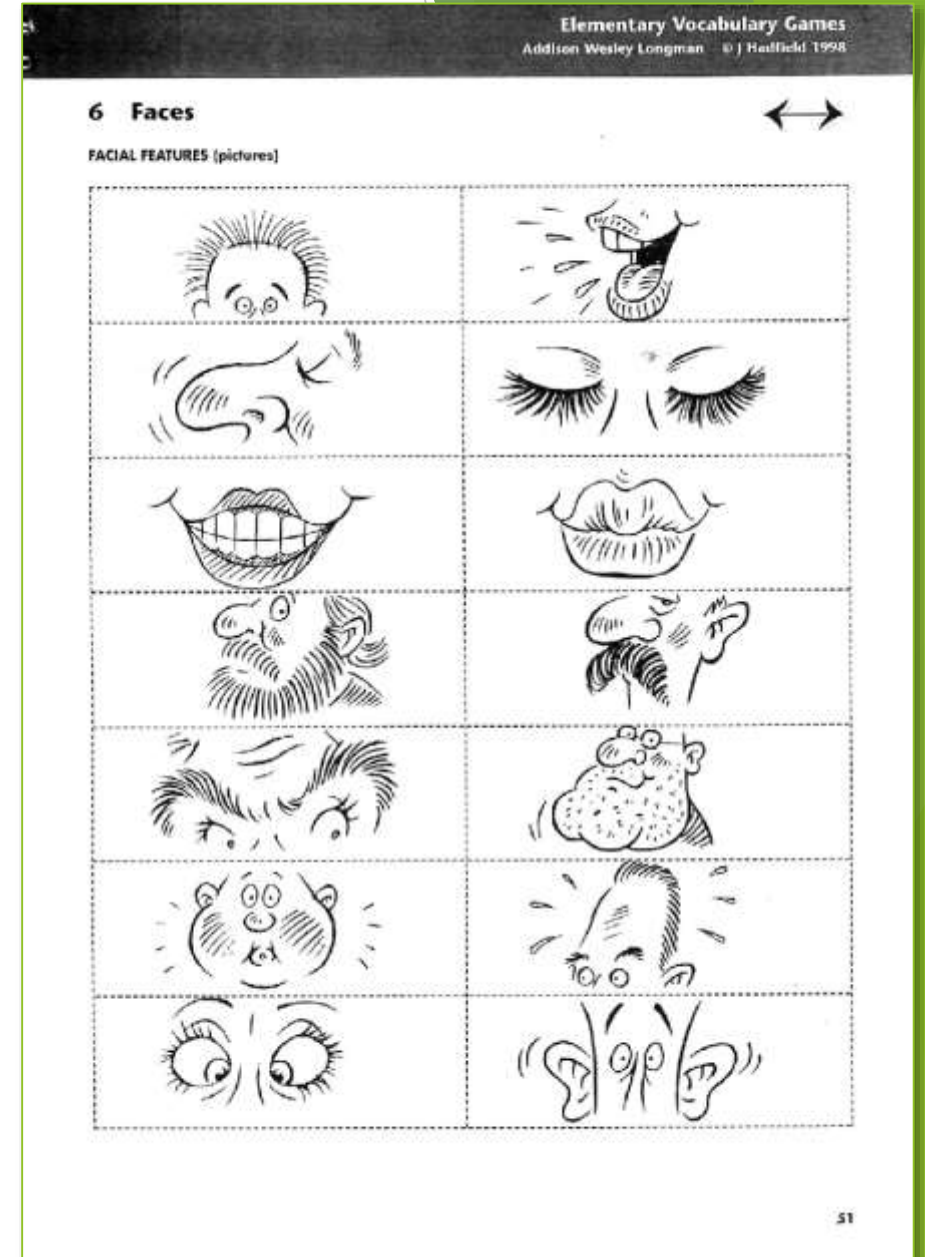 Elementary Vocabulary Games
Addison Wesley Longman © J Hadfield 1998
6 Faces
FACIAL FEATURES (pictures)
51